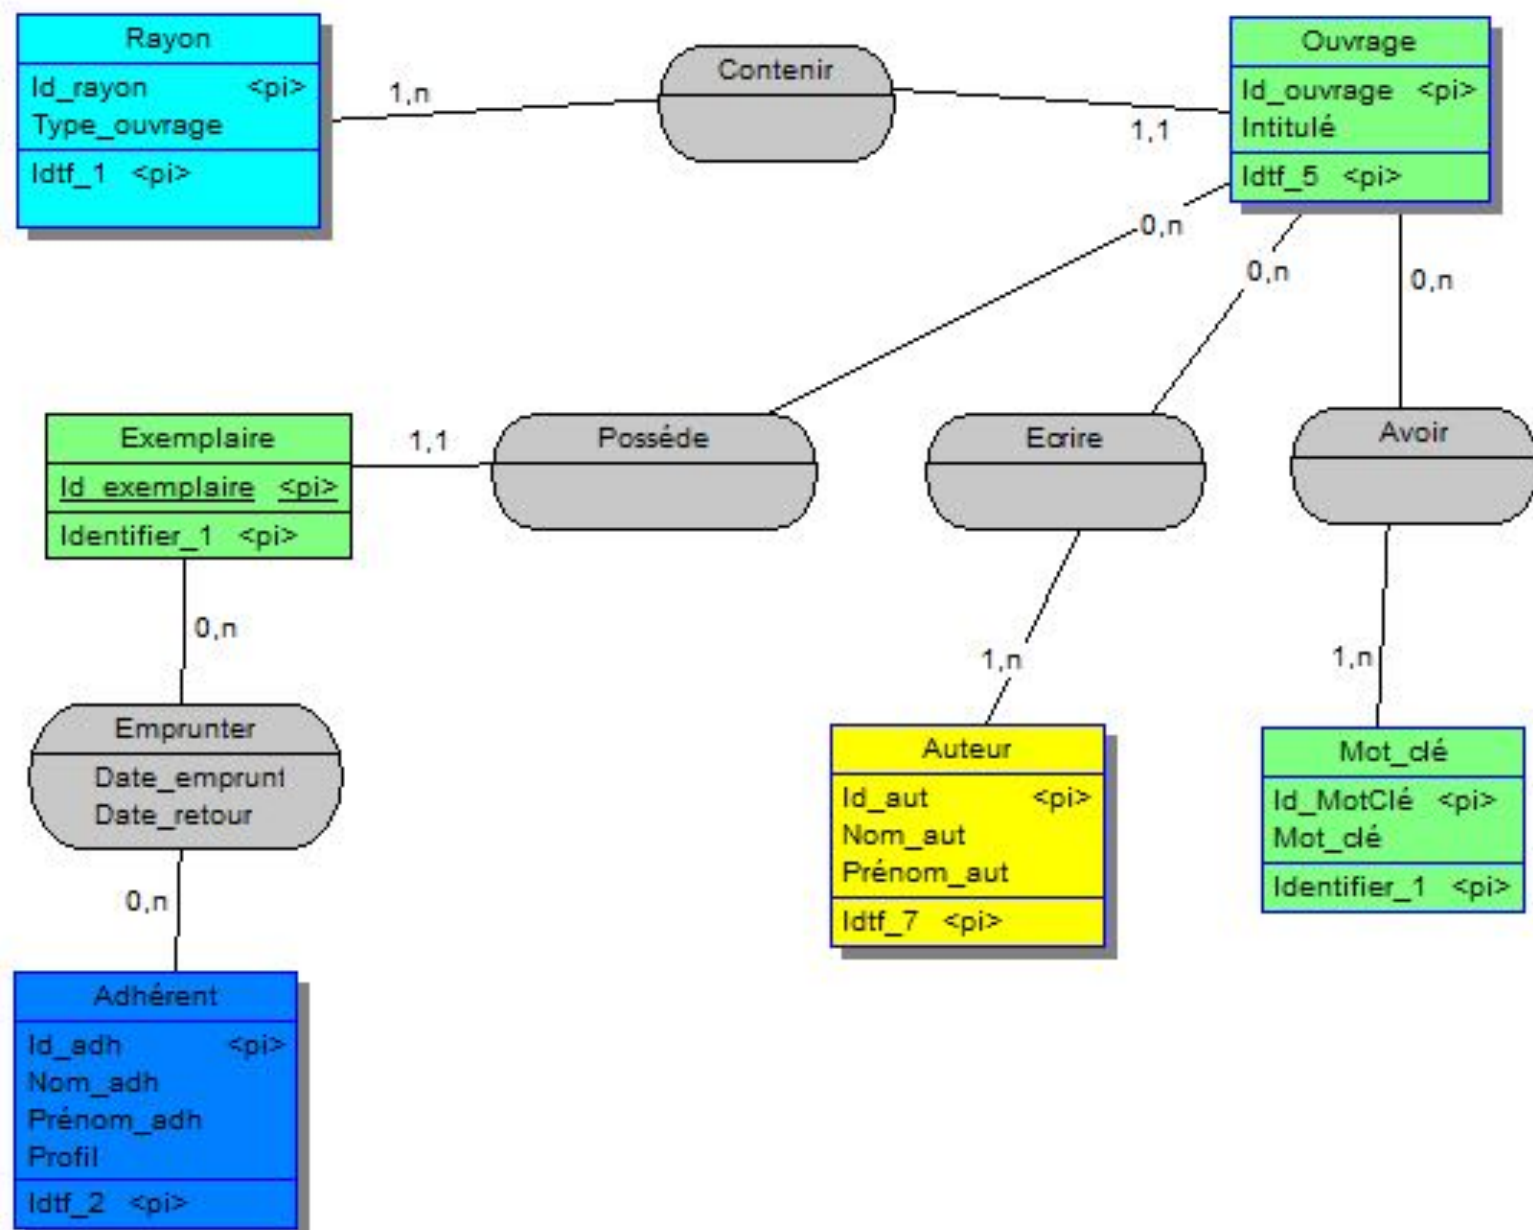 Rayon
Id_rayon <pi>
Type_ouvrage
Idtf_1 <pi>
1,n
Contenir
1,1
Ouvrage
Id_ouvrage <pi>
Intitulé
Idtf_5 <pi>
0,n
0,n
0,n
Exemplaire
Id_exemplaire <pi>
Identifier_1 <pi>
1,1
Posséde
Ecrire
Avoir
0,n
1,n
1,n
Emprunter
Date_emprunt
Date_retour
0,n
Auteur
Id_aut <pi>
Nom_aut
Prénom_aut
Idtf_7 <pi>
Mot_clé
Id_MotClé <pi>
Mot_clé
Identifier_1 <pi>
Adhérent
Id_adh <pi>
Nom_adh
Prénom_adh
Profil
Idtf_2 <pi>